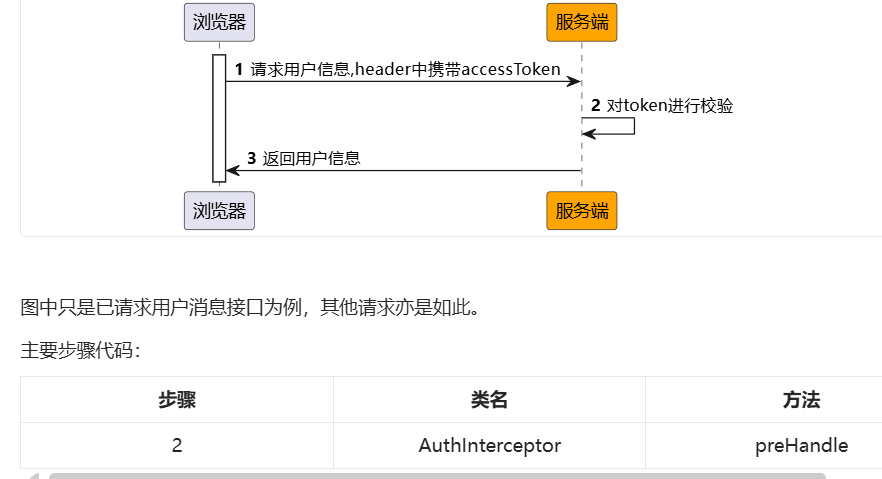 浏览器 服务端
1 请求用户信息,header中携带accessToken
2 对token进行校验
3 返回用户信息
浏览器 服务端
图中只是已请求用户消息接口为例，其他请求亦是如此。
主要步骤代码：
步骤 类名 方法
2 AuthInterceptor preHandle